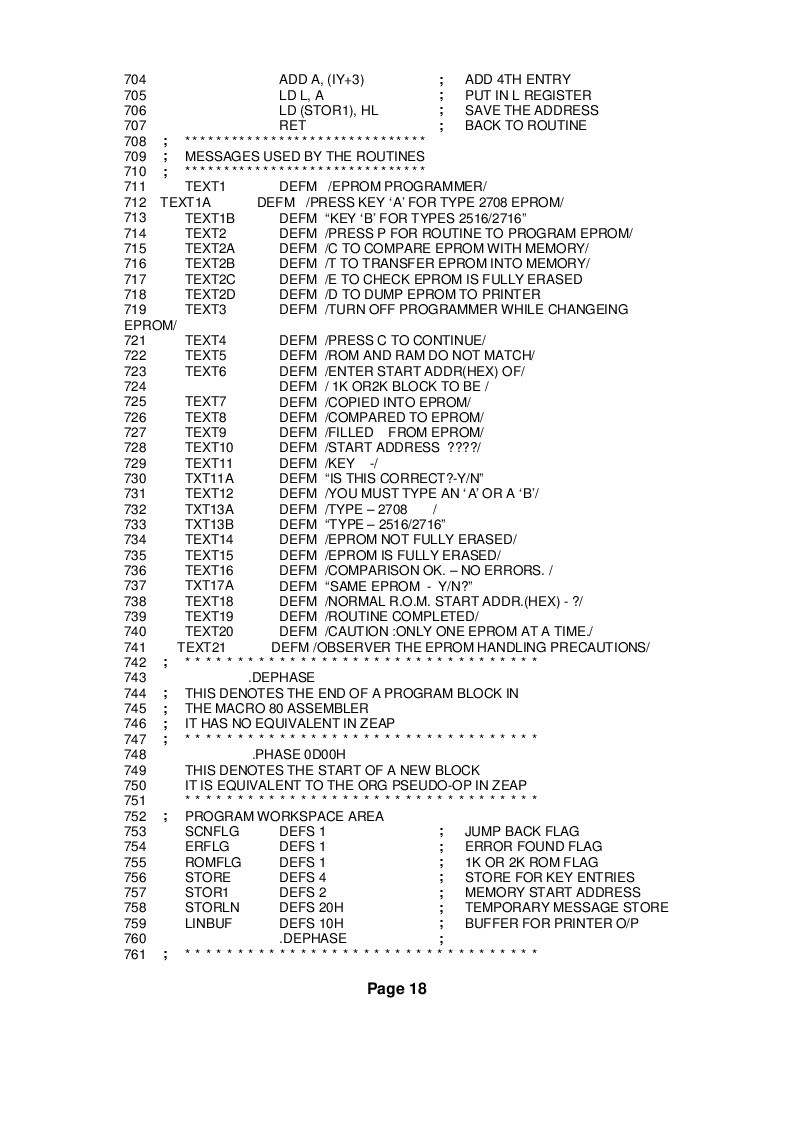 704 ADD A, (IY+3) ; ADD 4TH ENTRY
705 LD L, A ; PUT IN L REGISTER
706 LD (STOR1), HL ; SAVE THE ADDRESS
707 RET ; BACK TO ROUTINE
708 ; * * * * * * * * * * * * * * * * * * * * * * * * * * * * * * *
709 ; MESSAGES USED BY THE ROUTINES
710 ; * * * * * * * * * * * * * * * * * * * * * * * * * * * * * * *
711 TEXT1 DEFM /EPROM PROGRAMMER/
712 TEXT1A DEFM /PRESS KEY ‘A’ FOR TYPE 2708 EPROM/
713 TEXT1B DEFM “KEY ‘B’ FOR TYPES 2516/2716”
714 TEXT2 DEFM /PRESS P FOR ROUTINE TO PROGRAM EPROM/
715 TEXT2A DEFM /C TO COMPARE EPROM WITH MEMORY/
716 TEXT2B DEFM /T TO TRANSFER EPROM INTO MEMORY/
717 TEXT2C DEFM /E TO CHECK EPROM IS FULLY ERASED
718 TEXT2D DEFM /D TO DUMP EPROM TO PRINTER
719 TEXT3 DEFM /TURN OFF PROGRAMMER WHILE CHANGEING
EPROM/
721 TEXT4 DEFM /PRESS C TO CONTINUE/
722 TEXT5 DEFM /ROM AND RAM DO NOT MATCH/
723 TEXT6 DEFM /ENTER START ADDR(HEX) OF/
724 DEFM / 1K OR2K BLOCK TO BE /
725 TEXT7 DEFM /COPIED INTO EPROM/
726 TEXT8 DEFM /COMPARED TO EPROM/
727 TEXT9 DEFM /FILLED FROM EPROM/
728 TEXT10 DEFM /START ADDRESS ????/
729 TEXT11 DEFM /KEY -/
730 TXT11A DEFM “IS THIS CORRECT?-Y/N”
731 TEXT12 DEFM /YOU MUST TYPE AN ‘A’ OR A ‘B’/
732 TXT13A DEFM /TYPE – 2708 /
733 TXT13B DEFM “TYPE – 2516/2716”
734 TEXT14 DEFM /EPROM NOT FULLY ERASED/
735 TEXT15 DEFM /EPROM IS FULLY ERASED/
736 TEXT16 DEFM /COMPARISON OK. – NO ERRORS. /
737 TXT17A DEFM “SAME EPROM - Y/N?”
738 TEXT18 DEFM /NORMAL R.O.M. START ADDR.(HEX) - ?/
739 TEXT19 DEFM /ROUTINE COMPLETED/
740 TEXT20 DEFM /CAUTION :ONLY ONE EPROM AT A TIME./
741 TEXT21 DEFM /OBSERVER THE EPROM HANDLING PRECAUTIONS/
742 ; * * * * * * * * * * * * * * * * * * * * * * * * * * * * * * * * * *
743 .DEPHASE
744 ; THIS DENOTES THE END OF A PROGRAM BLOCK IN
745 ; THE MACRO 80 ASSEMBLER
746 ; IT HAS NO EQUIVALENT IN ZEAP
747 ; * * * * * * * * * * * * * * * * * * * * * * * * * * * * * * * * * *
748 .PHASE 0D00H
749 THIS DENOTES THE START OF A NEW BLOCK
750 IT IS EQUIVALENT TO THE ORG PSEUDO-OP IN ZEAP
751 * * * * * * * * * * * * * * * * * * * * * * * * * * * * * * * * * *
752 ; PROGRAM WORKSPACE AREA
753 SCNFLG DEFS 1 ; JUMP BACK FLAG
754 ERFLG DEFS 1 ; ERROR FOUND FLAG
755 ROMFLG DEFS 1 ; 1K OR 2K ROM FLAG
756 STORE DEFS 4 ; STORE FOR KEY ENTRIES
757 STOR1 DEFS 2 ; MEMORY START ADDRESS
758 STORLN DEFS 20H ; TEMPORARY MESSAGE STORE
759 LINBUF DEFS 10H ; BUFFER FOR PRINTER O/P
760 .DEPHASE ;
761 ; * * * * * * * * * * * * * * * * * * * * * * * * * * * * * * * * * *
Page 18